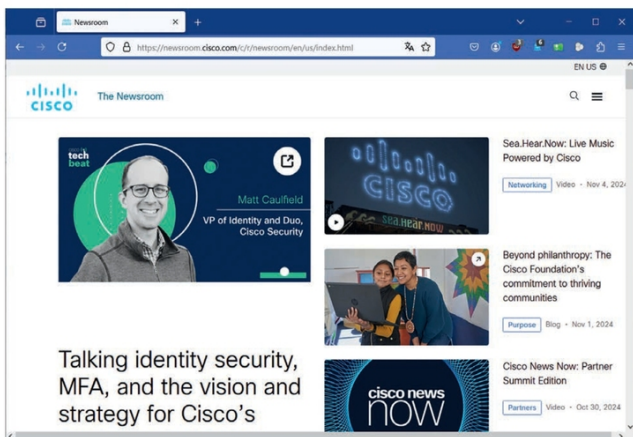 Newsroom
https://newsroom.cisco.com/c/r/newsroom/en/us/index.html
EN US
CISCO
The Newsroom
tech
beat
Matt Caulfield
VP of Identity and Duo,
Cisco Security
Talking identity security,
MFA, and the vision and
strategy for Cisco's
CISCO
SEA.HEAR.NOW
Sea.Hear.Now: Live Music
Powered by Cisco
Networking Video - Nov 4, 202
Beyond philanthropy: The
Cisco Foundation's
commitment to thriving
communities
Purpose Blog - Nov 1, 2024
cisco news
now
Cisco News Now: Partner
Summit Edition
Partners Video - Oct 30, 2024